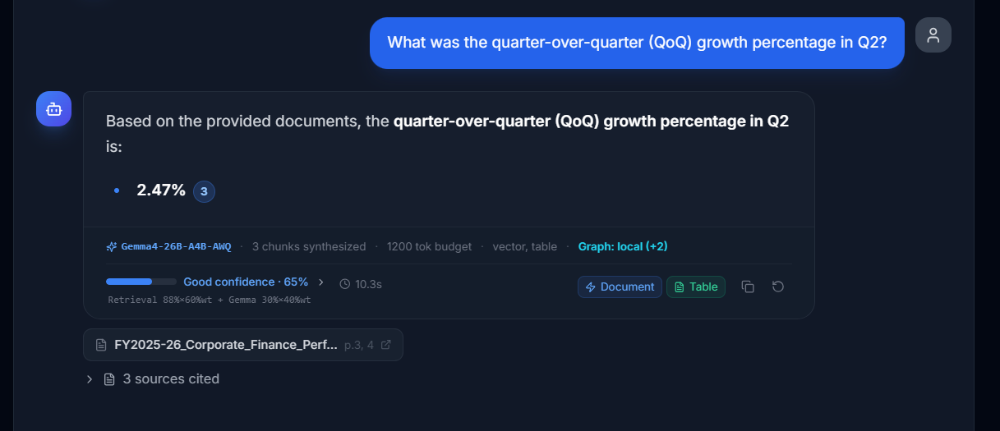 What was the quarter-over-quarter (QoQ) growth percentage in Q2?
Based on the provided documents, the quarter-over-quarter (QoQ) growth percentage in Q2
is:
• 2.47% 3
Gemma4-26B-A4B-AWQ · 3 chunks synthesized · 1200 tok budget · vector, table · Graph: local (+2)
Good confidence · 65% 10.3s Document Table
Retrieval 88%×60%wt + Gemma 30%×40%wt
FY2025-26_Corporate_Finance_Perf... p.3, 4
3 sources cited